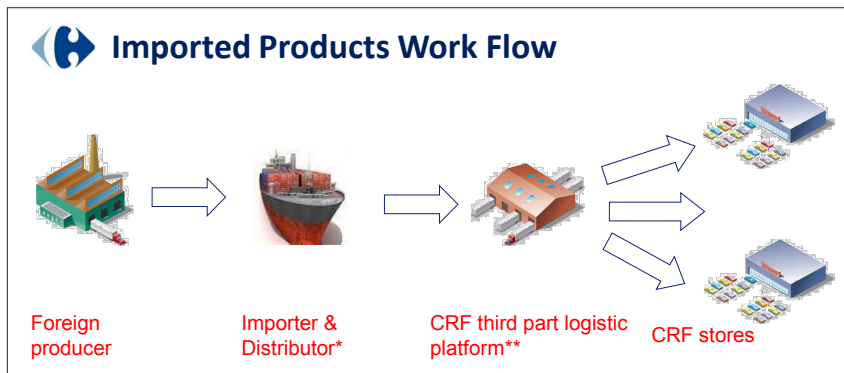 Imported Products Work Flow
Foreign
producer
Importer &
Distributor*
CRF third part logistic
platform**
CRF stores